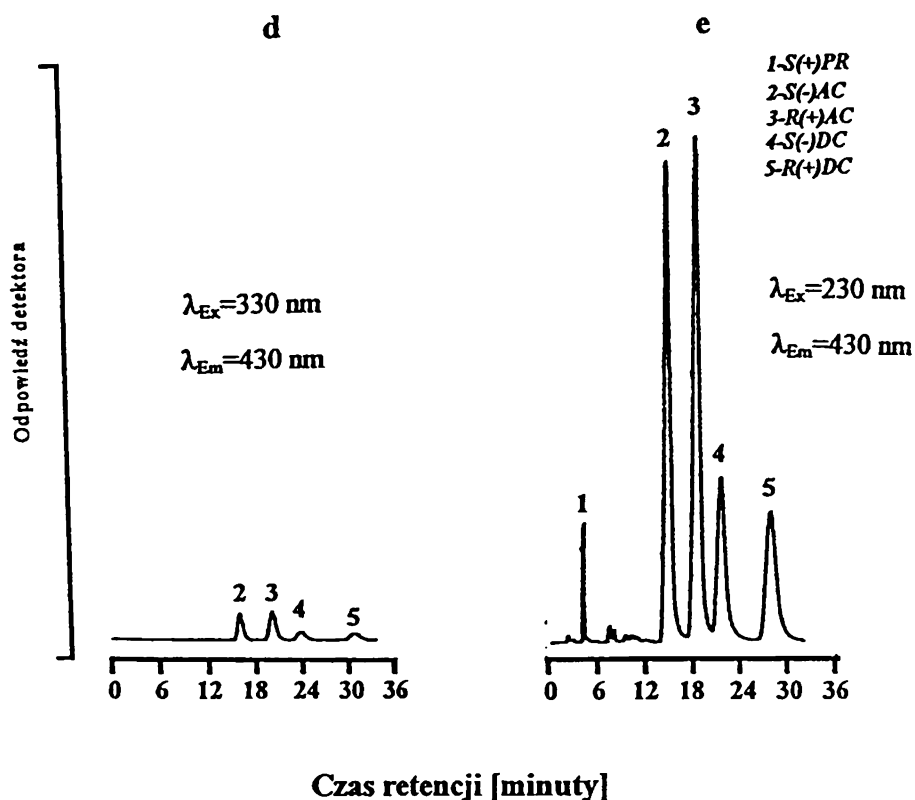 d
e
1-S(+)PR
2-S(-)AC
3-R(+)AC
4-S(-)DC
5-R(+)DC
Odpowiedź detektora
λEx=330 nm
λEm=430 nm
λEx=230 nm
λEm=430 nm
2 3 4 5
1 2 3 4 5
0 6 12 18 24 30 36
0 6 12 18 24 30 36
Czas retencji [minuty]